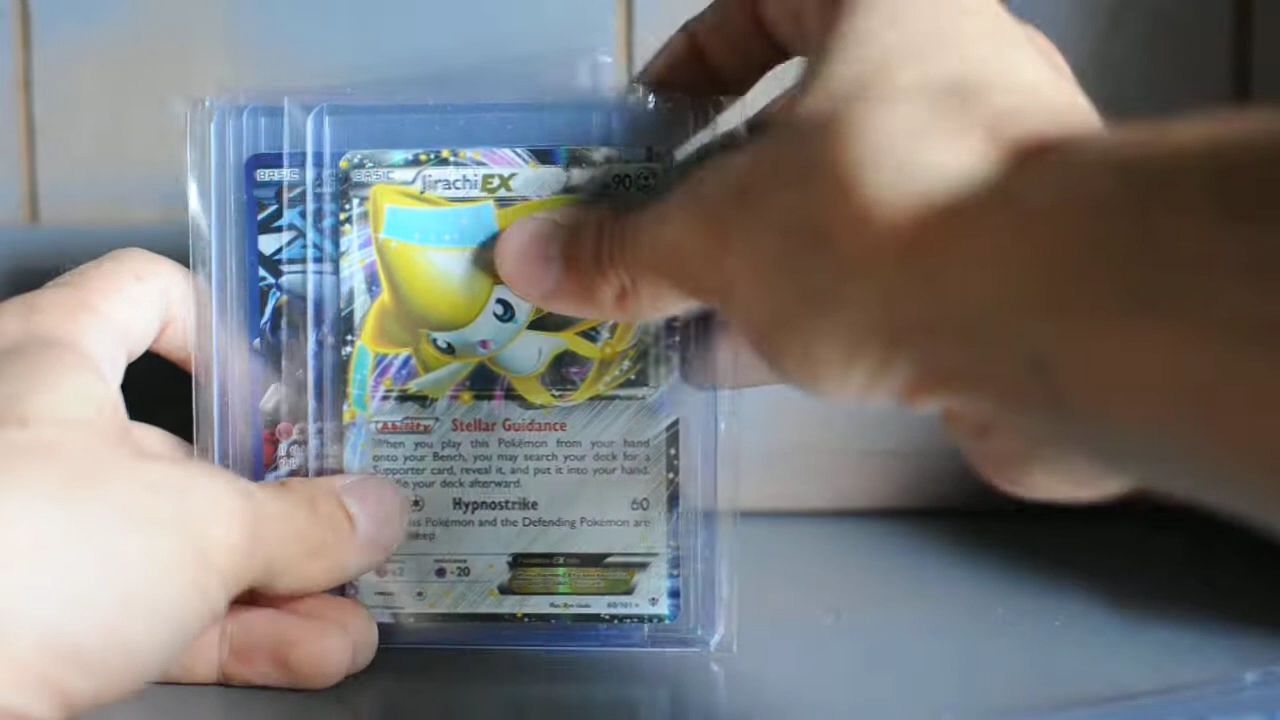 BASIC
BASIC
Jirachi EX
90
Ability Stellar Guidance
When you play this Pokémon from your hand
onto your Bench, you may search your deck for a
Supporter card, reveal it, and put it into your hand.
your deck afterward.
Hypnostrike 60
Pokémon and the Defending Pokémon are
x2
-20
60/101